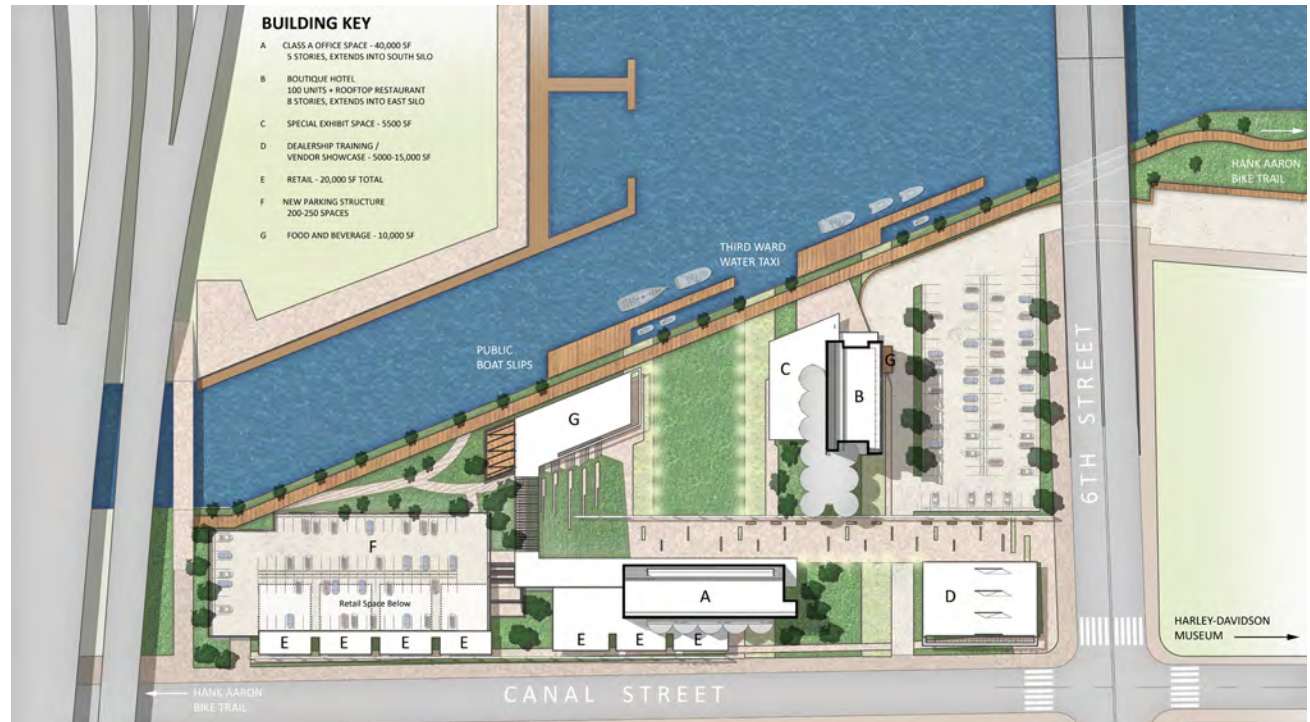 BUILDING KEY
A CLASS A OFFICE SPACE - 40,000 SF
5 STORIES, EXTENDS INTO SOUTH SILO
B BOUTIQUE HOTEL
100 UNITS + ROOFTOP RESTAURANT
8 STORIES, EXTENDS INTO EAST SILO
C SPECIAL EXHIBIT SPACE - 5500 SF
D DEALERSHIP TRAINING /
VENDOR SHOWCASE - 5000-15,000 SF
E RETAIL - 20,000 SF TOTAL
F NEW PARKING STRUCTURE
200-250 SPACES
G FOOD AND BEVERAGE - 10,000 SF
HANK AARON
BIKE TRAIL
THIRD WARD
WATER TAXI
PUBLIC
BOAT SLIPS
C
B
G
G
6TH STREET
F
Retail Space Below
A
D
E
E
E
E
E
E
E
HARLEY-DAVIDSON
MUSEUM
HANK AARON
BIKE TRAIL
CANAL STREET